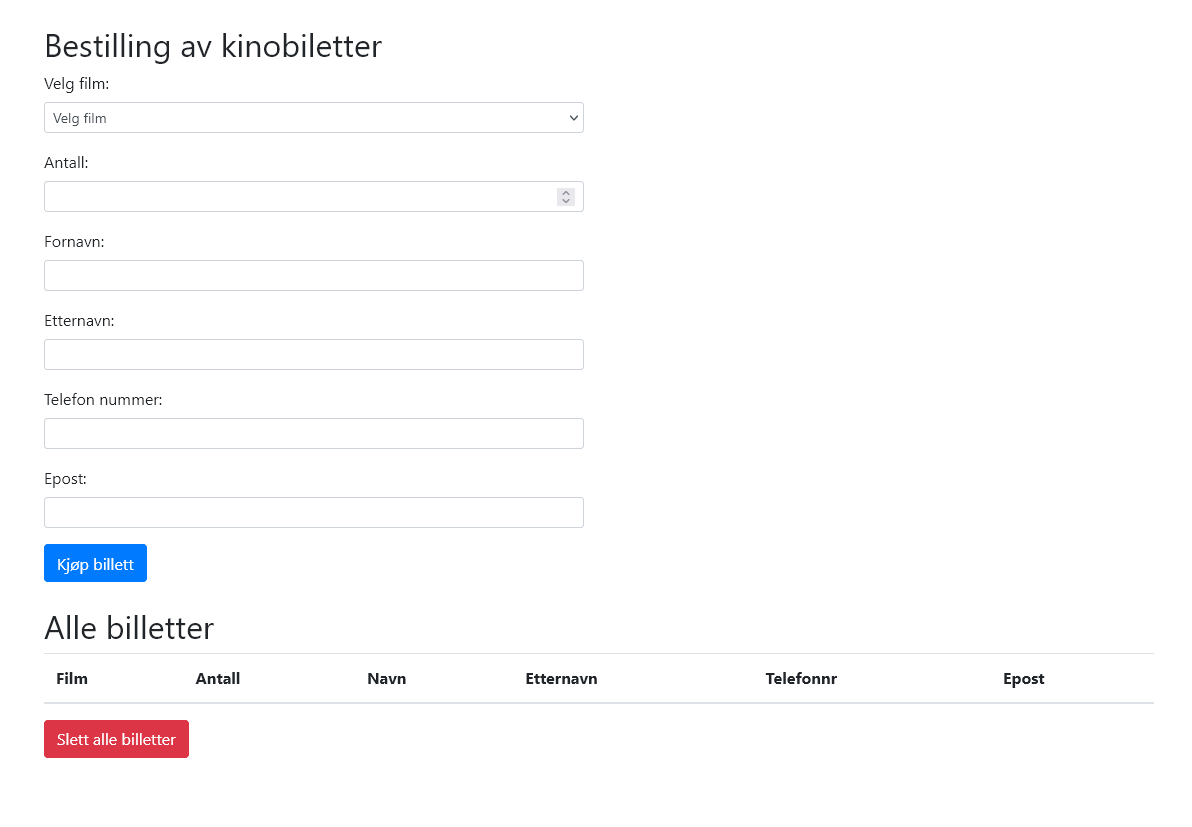 Bestilling av kinobiletter
Velg film:
Velg film
Antall:
Fornavn:
Etternavn:
Telefon nummer:
Epost:
Kjøp billett
Alle billetter
Film Antall Navn Etternavn Telefonnr Epost
Slett alle billetter